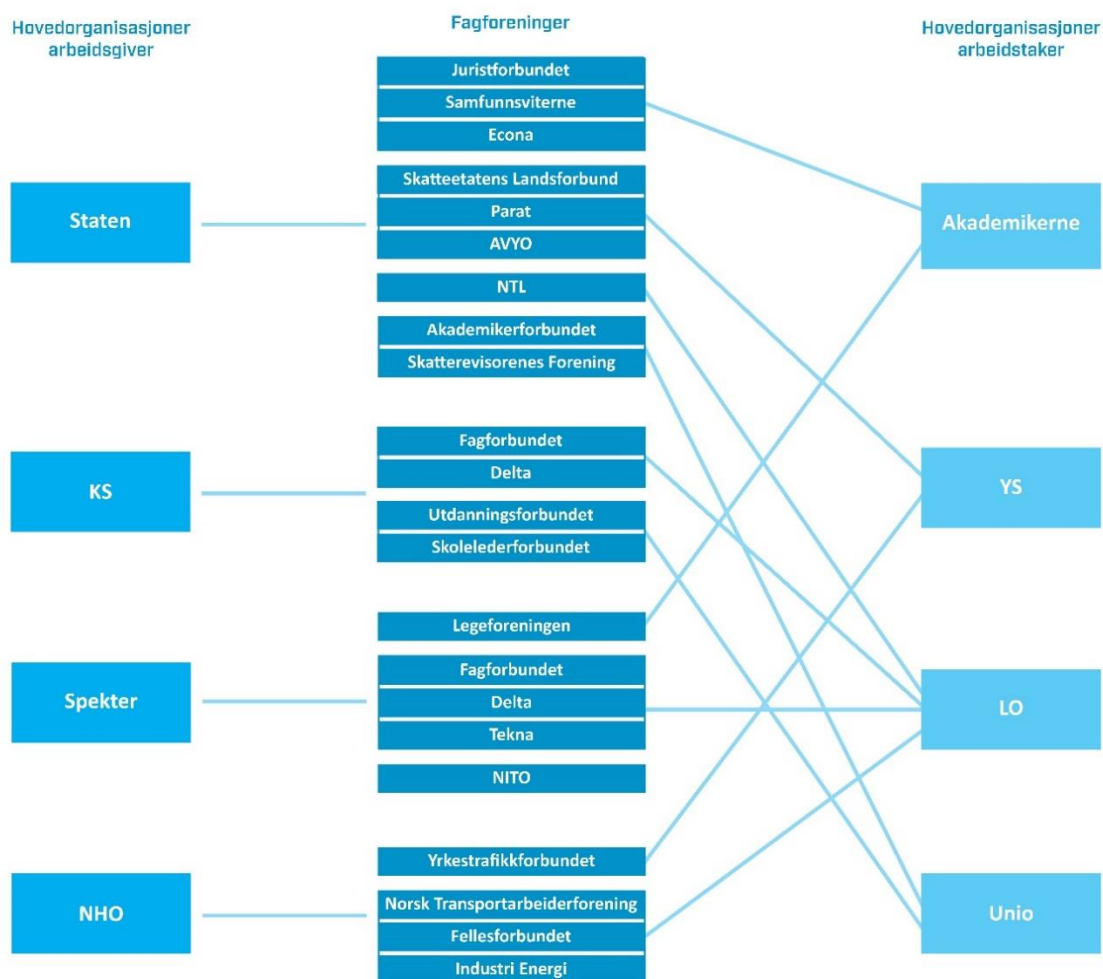 Hovedorganisasjoner
arbeidsgiver
Fagforeninger
Hovedorganisasjoner
arbeidstaker
Staten
KS
Spekter
NHO
Juristforbundet
Samfunnsviterne
Econa
Skatteetatens Landsforbund
Parat
AVYO
NTL
Akademikerforbundet
Skatterevisorenes Forening
Fagforbundet
Delta
Utdanningsforbundet
Skolelederforbundet
Legeforeningen
Fagforbundet
Delta
Tekna
NITO
Yrkestrafikkforbundet
Norsk Transportarbeiderforening
Fellesforbundet
Industri Energi
Akademikerne
YS
LO
Unio